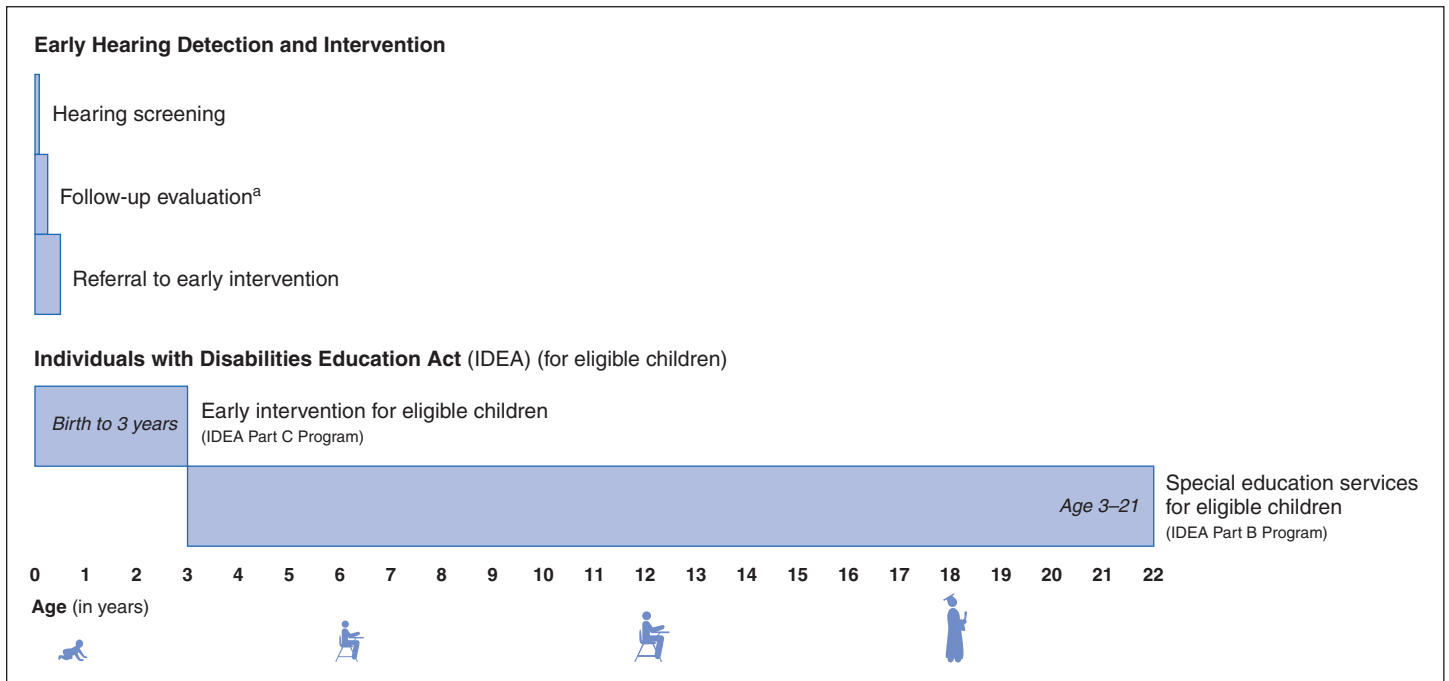 Early Hearing Detection and Intervention
Hearing screening
Follow-up evaluationa
Referral to early intervention
Individuals with Disabilities Education Act (IDEA) (for eligible children)
Birth to 3 years
Early intervention for eligible children
(IDEA Part C Program)
Age 3–21
Special education services
for eligible children
(IDEA Part B Program)
0 1 2 3 4 5 6 7 8 9 10 11 12 13 14 15 16 17 18 19 20 21 22
Age (in years)